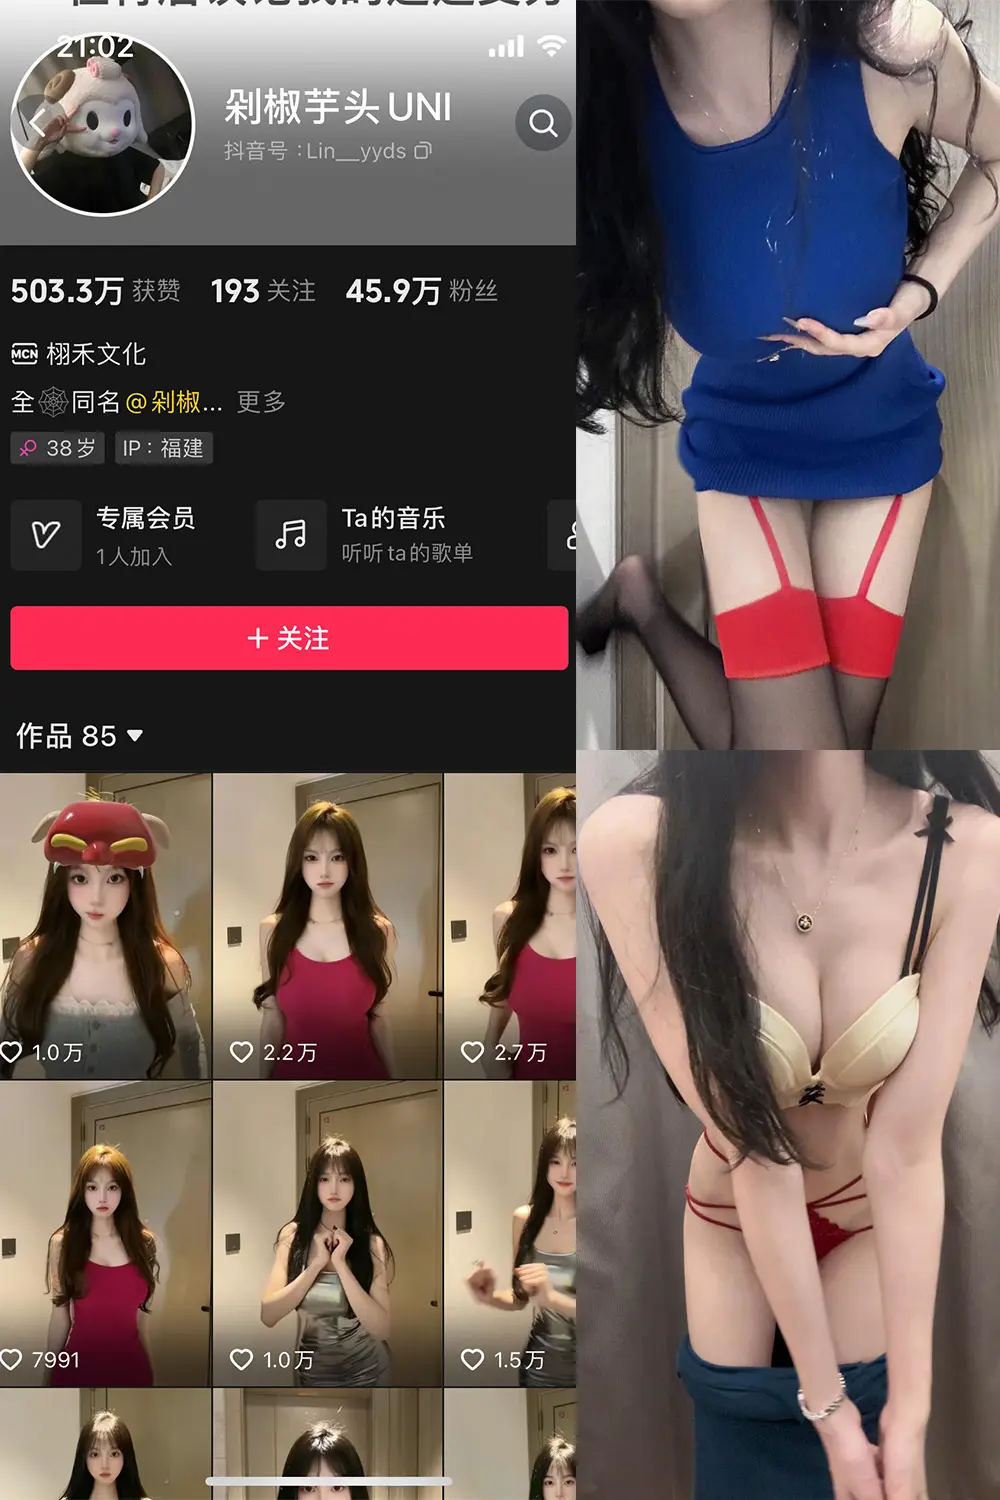 21:02
剁椒芋头UNI
抖音号：Lin__yyds
503.3万 获赞 193 关注 45.9万 粉丝
MCN 栩禾文化
全🕸同名@剁椒... 更多
38岁 IP：福建
专属会员
1人加入
Ta的音乐
听听ta的歌单
+ 关注
作品 85
1.0万 2.2万 2.7万
7991 1.0万 1.5万